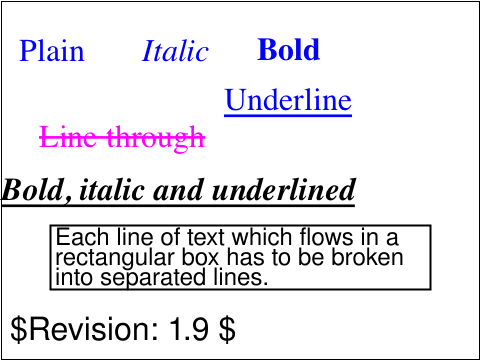 Plain Italic Bold
Underline
Line through
Bold, italic and underlined
Each line of text which flows in a
rectangular box has to be broken
into separated lines.
$Revision: 1.9 $